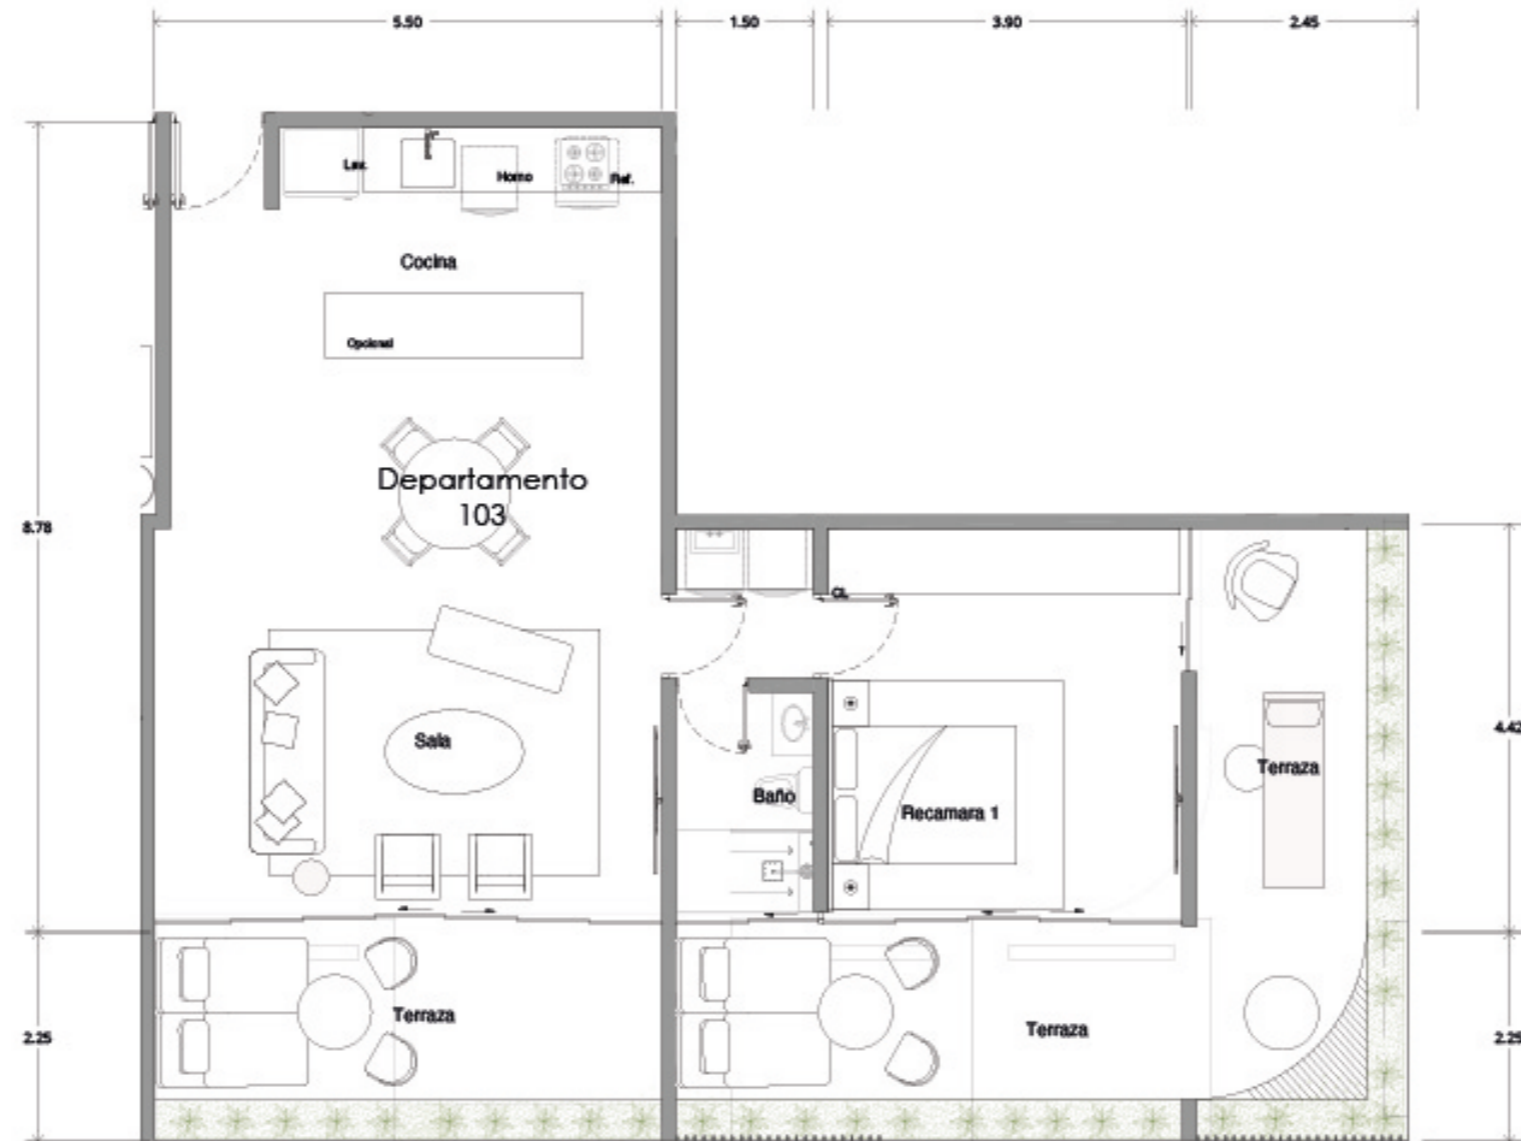 5.50
1.50
3.90
2.45
Lav.
Horno
Ref.
Cocina
Opcional
Departamento
103
8.78
CL
4.42
Sala
Terraza
Baño
Recamara 1
Terraza
Terraza
2.25
2.25